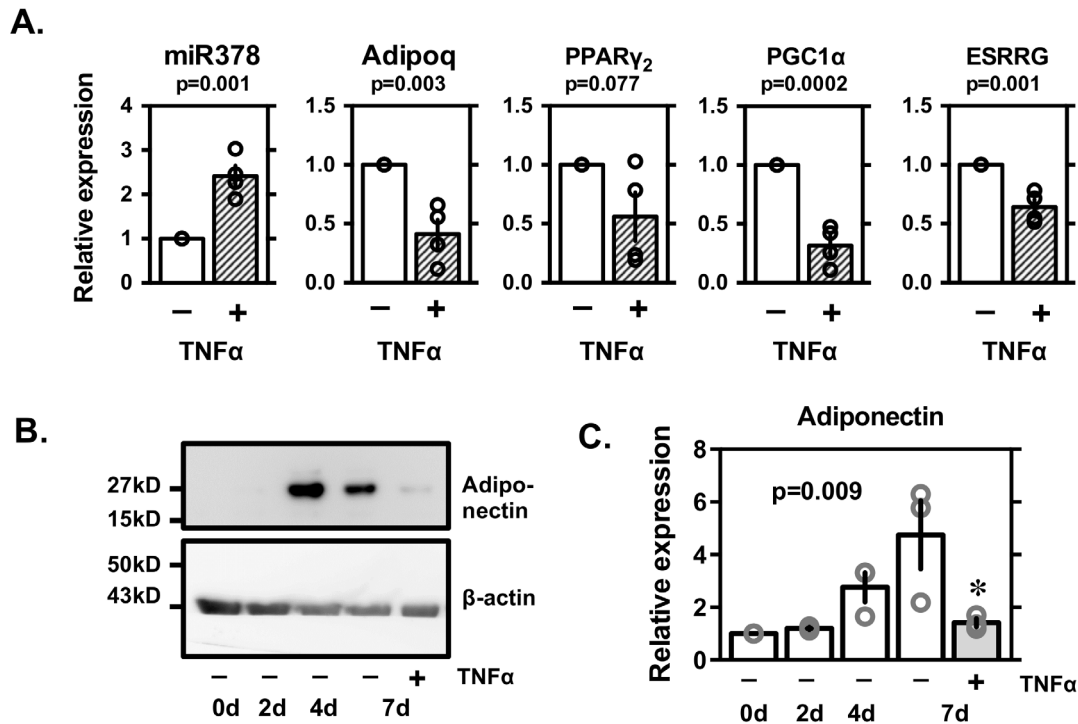 A.
miR378
p=0.001
Adipoq
p=0.003
PPARγ₂
p=0.077
PGC1α
p=0.0002
ESRRG
p=0.001
Relative expression
4
3
2
1
0
1.5
1.0
0.5
0.0
1.5
1.0
0.5
0.0
1.5
1.0
0.5
0.0
1.5
1.0
0.5
0.0
− +
− +
− +
− +
− +
TNFα
TNFα
TNFα
TNFα
TNFα
B.
27kD
15kD
Adipo-
nectin
50kD
43kD
β-actin
− − − − + TNFα
0d 2d 4d 7d
C.
Adiponectin
Relative expression
8
6
4
2
0
p=0.009
*
− − − − + TNFα
0d 2d 4d 7d